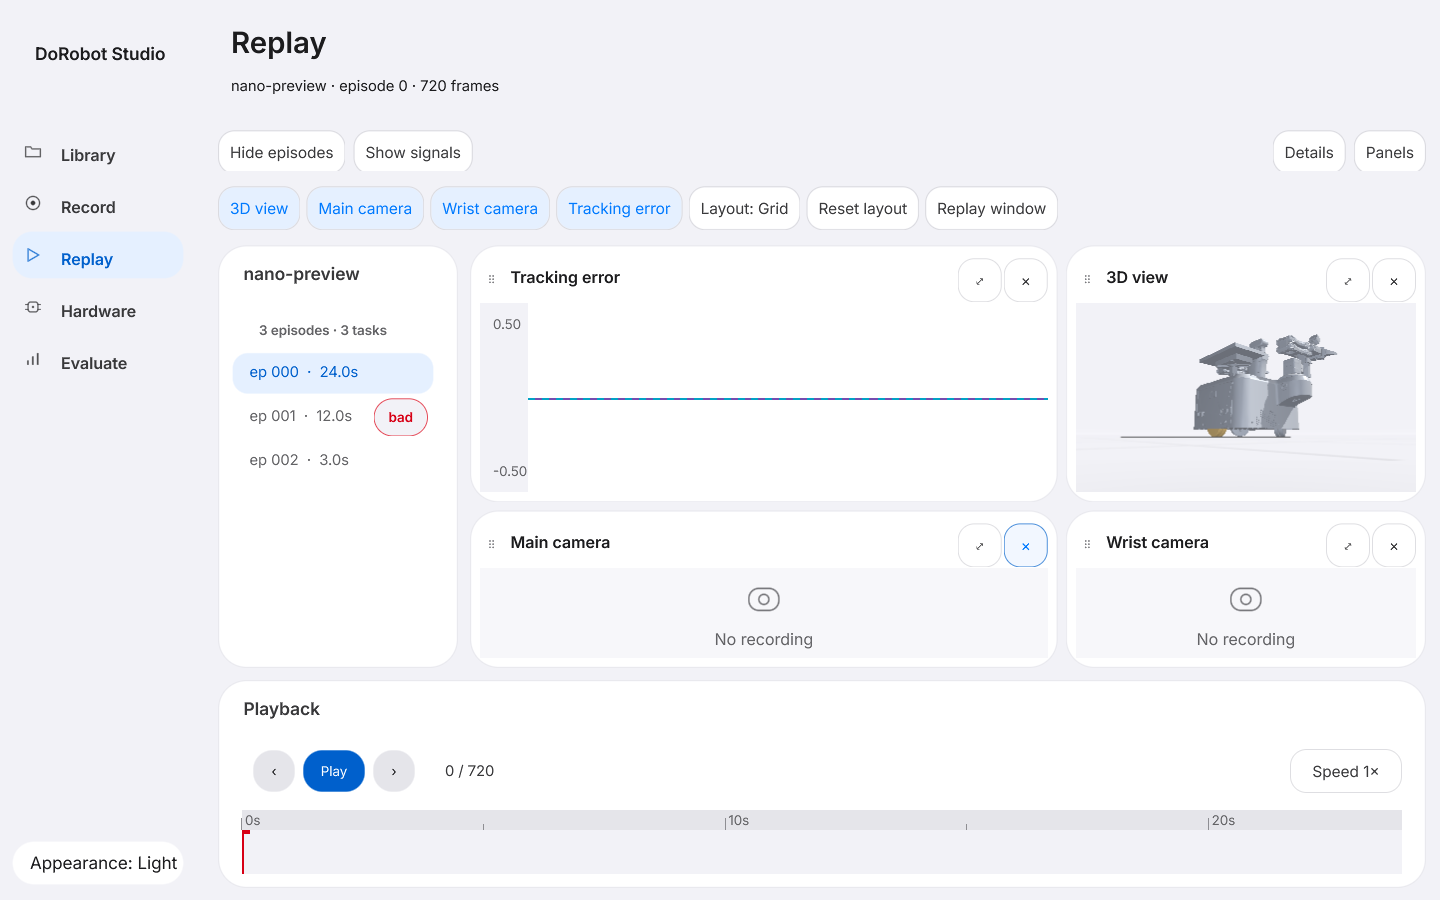 DoRobot Studio
Library
Record
Replay
Hardware
Evaluate
Appearance: Light
Replay
nano-preview · episode 0 · 720 frames
Hide episodes
Show signals
Details
Panels
3D view
Main camera
Wrist camera
Tracking error
Layout: Grid
Reset layout
Replay window
nano-preview
3 episodes · 3 tasks
ep 000 · 24.0s
ep 001 · 12.0s
bad
ep 002 · 3.0s
Tracking error
0.50
-0.50
3D view
Main camera
No recording
Wrist camera
No recording
Playback
‹
Play
›
0 / 720
Speed 1×
0s
10s
20s